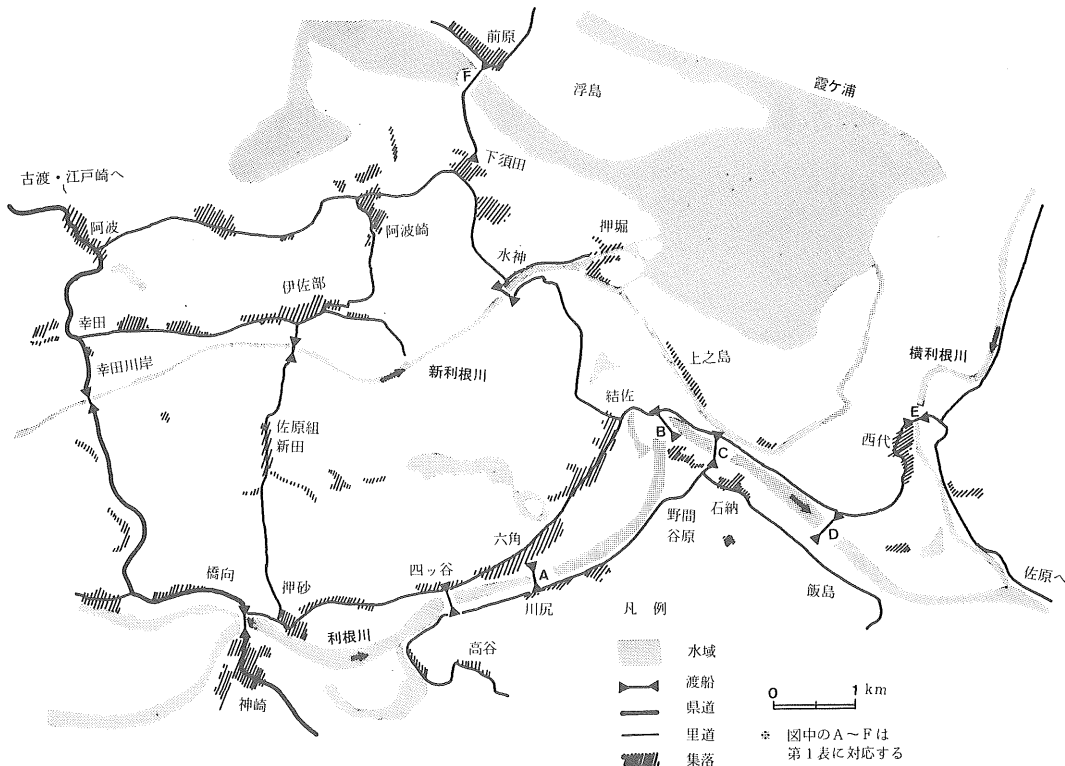 前原
F
浮島
霞ケ浦
下須田
古渡・江戸崎へ
阿波
阿波崎
押堀
水神
伊佐部
幸田
幸田川岸
新利根川
上之島
横利根川
結佐
B
C
E
西代
佐原組
新田
石納
野間
谷原
D
六角
四ッ谷
A
川尻
橋向
押砂
利根川
高谷
神崎
飯島
佐原へ
凡 例
水域
渡船
県道
里道
集落
0 1 km
※ 図中のA～Fは
第1表に対応する